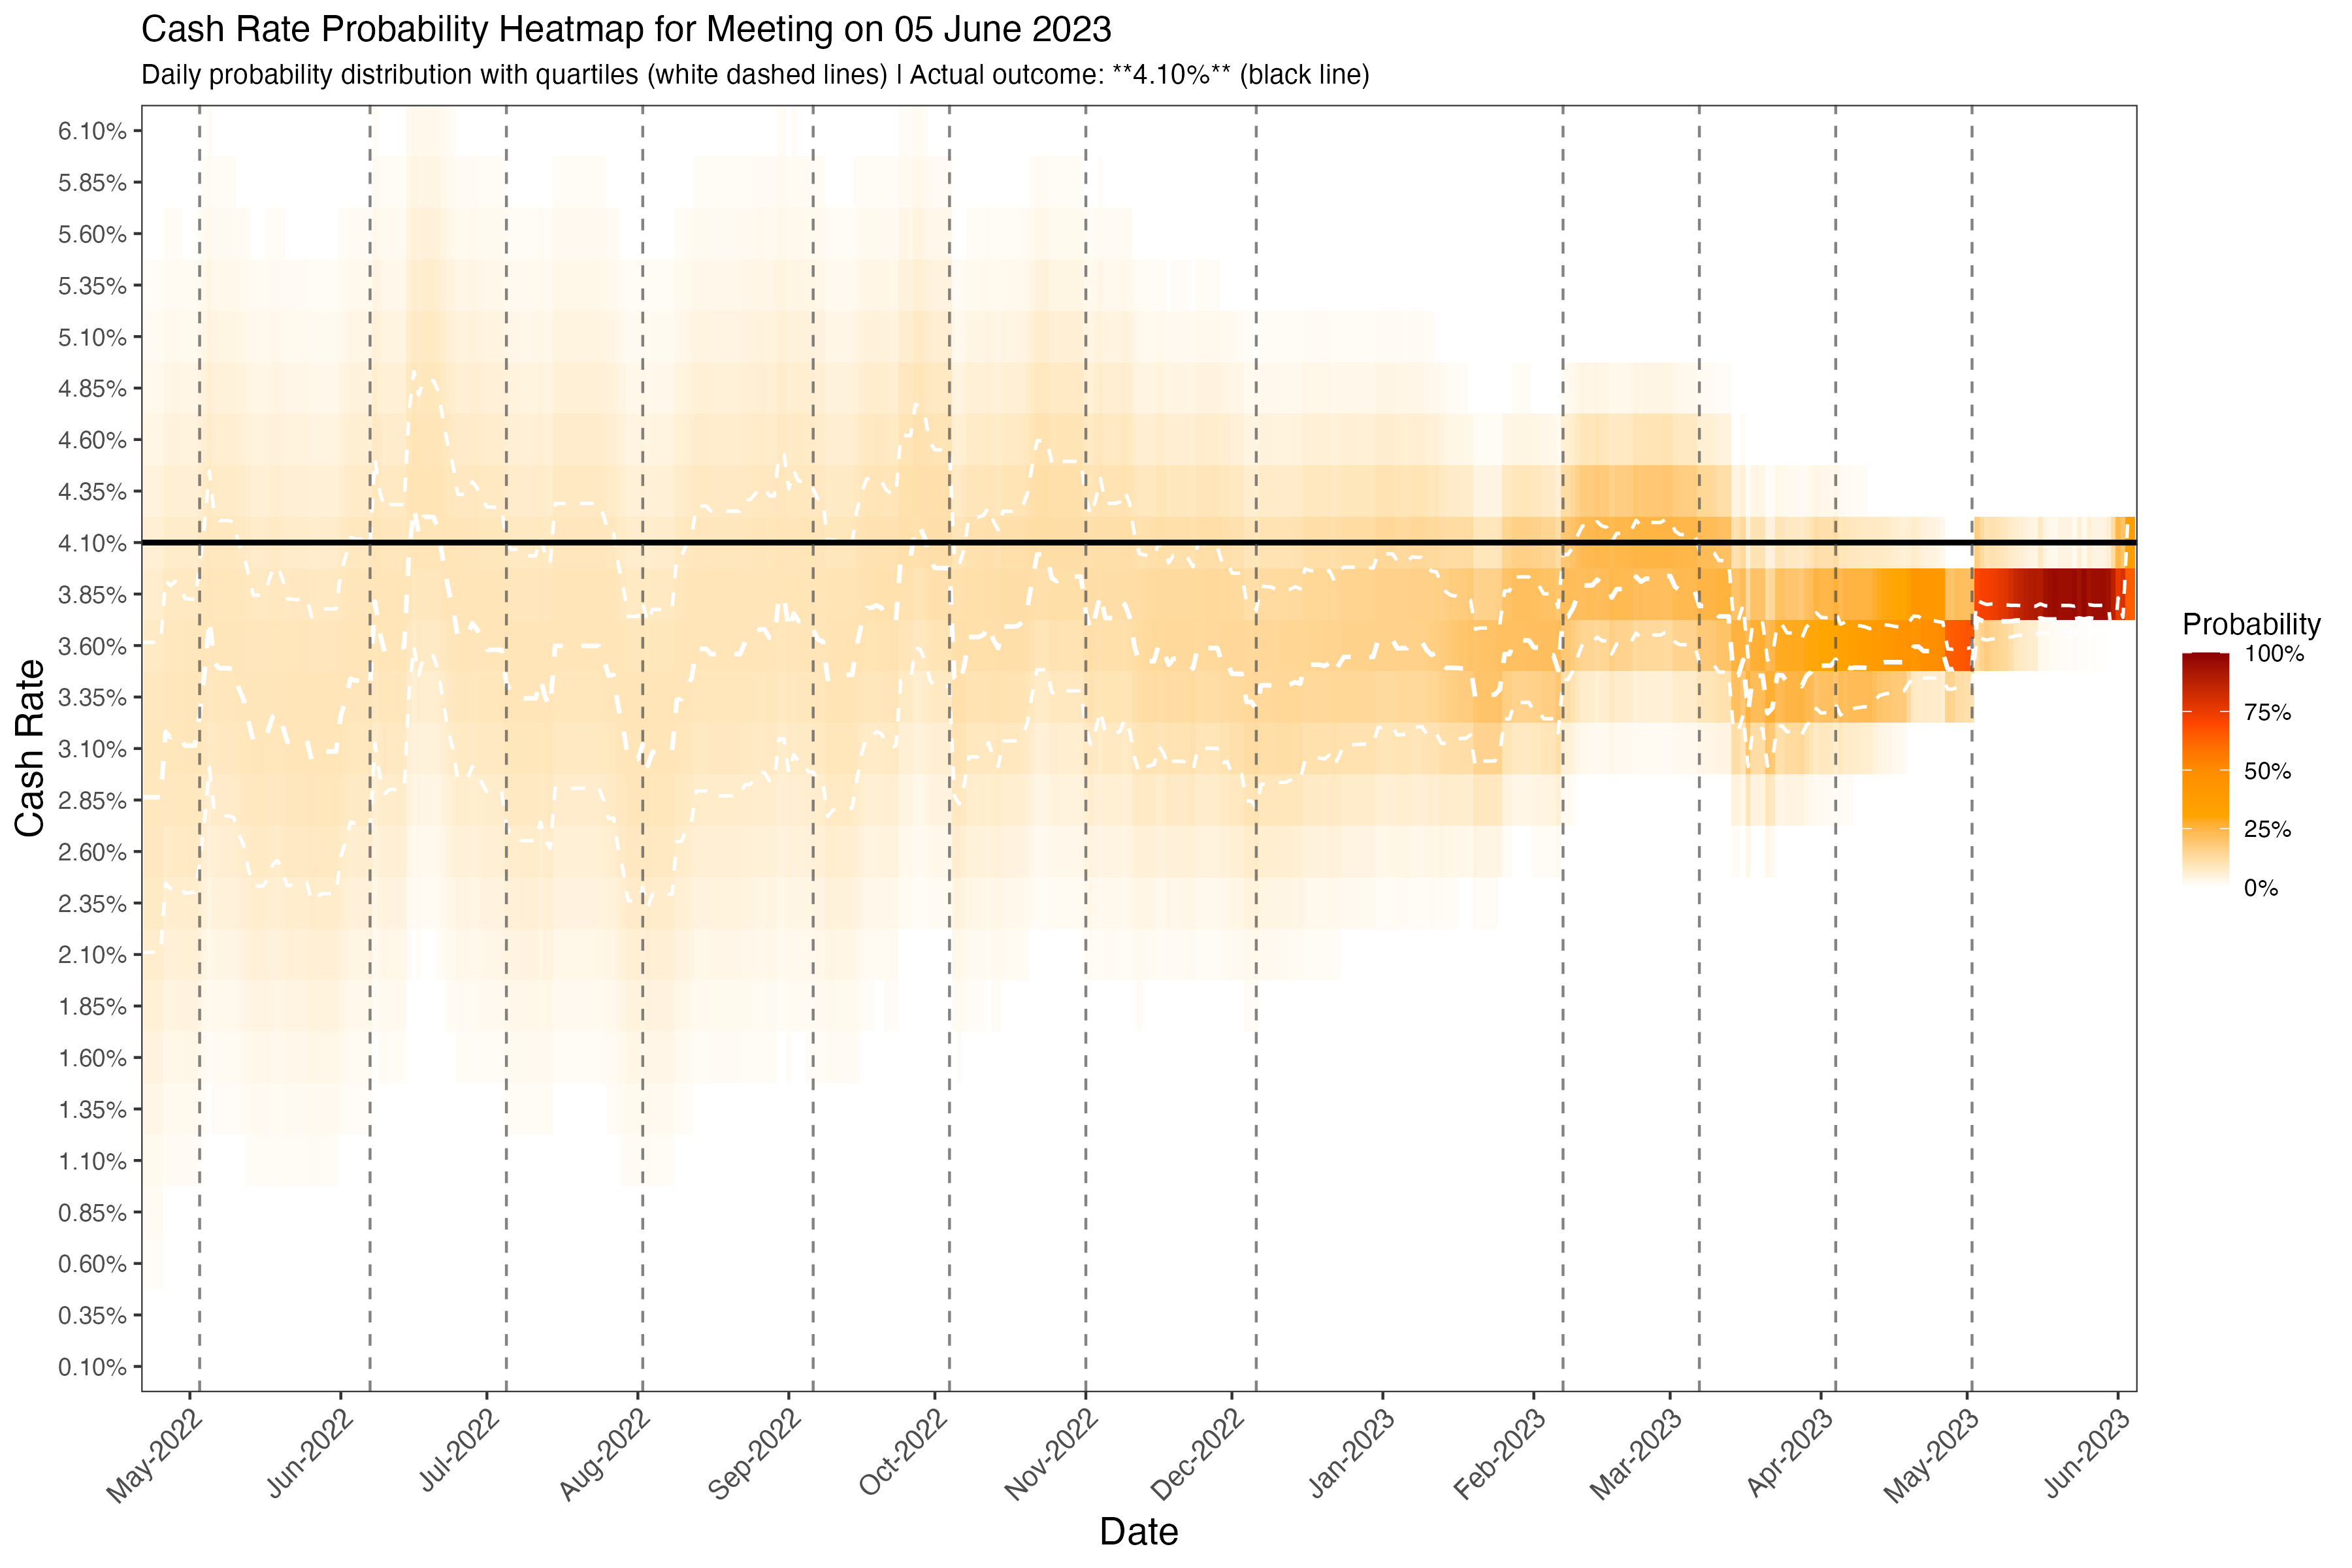 Cash Rate Probability Heatmap for Meeting on 05 June 2023
Daily probability distribution with quartiles (white dashed lines) | Actual outcome: **4.10%** (black line)
Cash Rate
6.10%
5.85%
5.60%
5.35%
5.10%
4.85%
4.60%
4.35%
4.10%
3.85%
3.60%
3.35%
3.10%
2.85%
2.60%
2.35%
2.10%
1.85%
1.60%
1.35%
1.10%
0.85%
0.60%
0.35%
0.10%
May-2022
Jun-2022
Jul-2022
Aug-2022
Sep-2022
Oct-2022
Nov-2022
Dec-2022
Jan-2023
Feb-2023
Mar-2023
Apr-2023
May-2023
Jun-2023
Date
Probability
100%
75%
50%
25%
0%